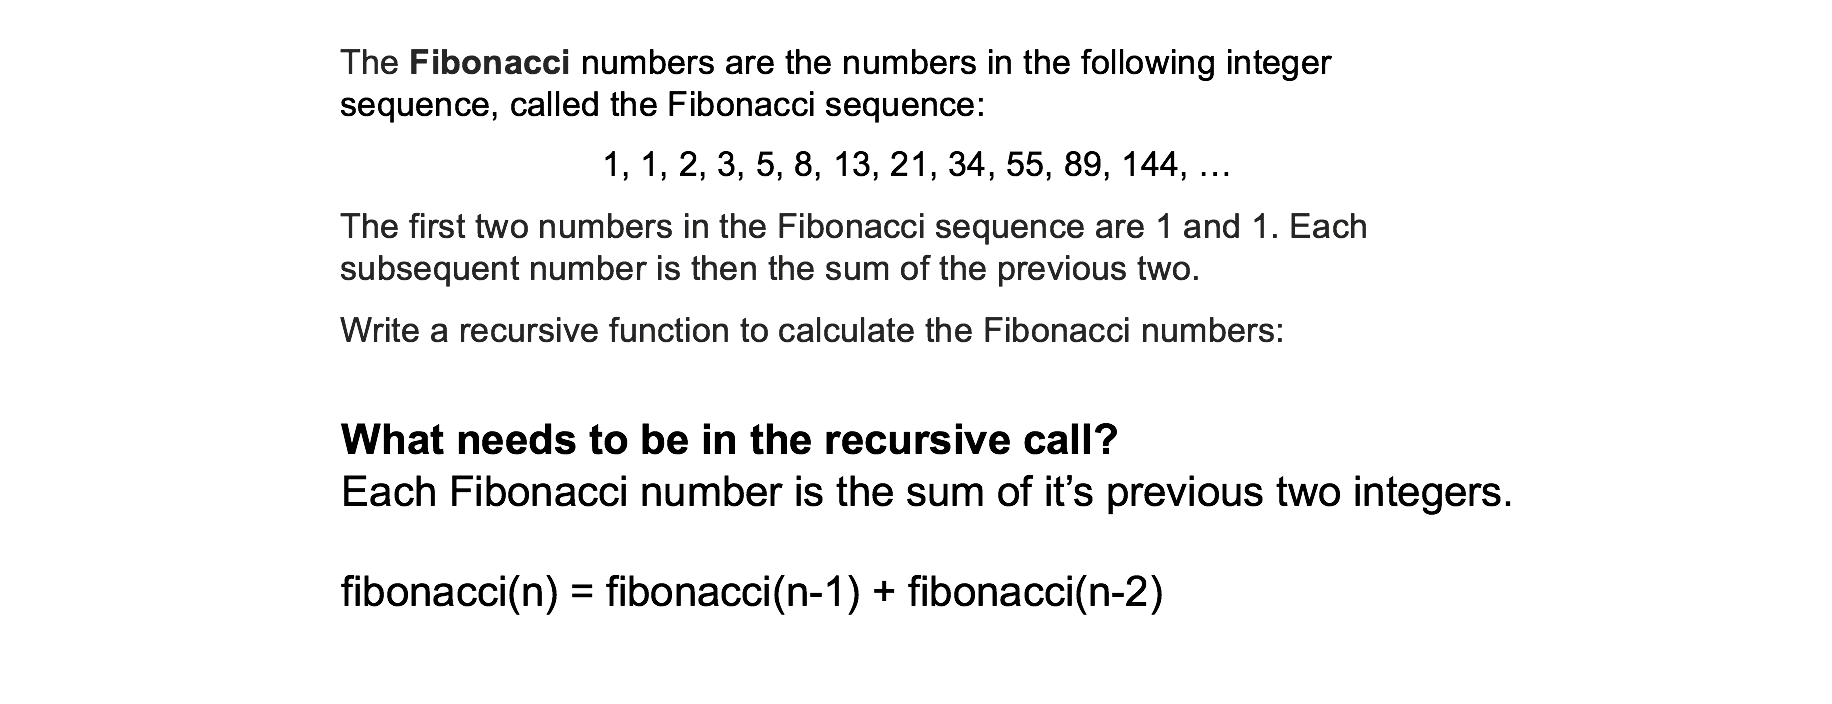 The Fibonacci numbers are the numbers in the following integer
sequence, called the Fibonacci sequence:
1, 1, 2, 3, 5, 8, 13, 21, 34, 55, 89, 144, ...
The first two numbers in the Fibonacci sequence are 1 and 1. Each
subsequent number is then the sum of the previous two.
Write a recursive function to calculate the Fibonacci numbers:
What needs to be in the recursive call?
Each Fibonacci number is the sum of it’s previous two integers.
fibonacci(n) = fibonacci(n-1) + fibonacci(n-2)